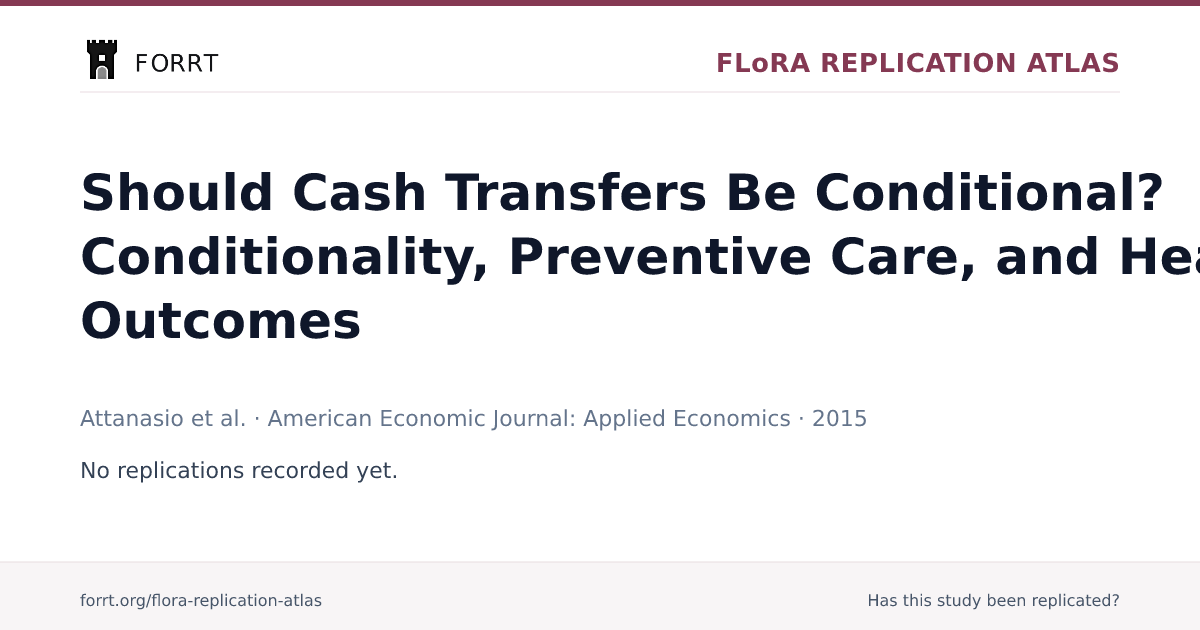 FORRT
FLoRA REPLICATION ATLAS
Should Cash Transfers Be Conditional?
Conditionality, Preventive Care, and
Outcomes
Attanasio et al. · American Economic Journal: Applied Economics · 2015
No replications recorded yet.
forrt.org/flora-replication-atlas
Has this study been replicated?